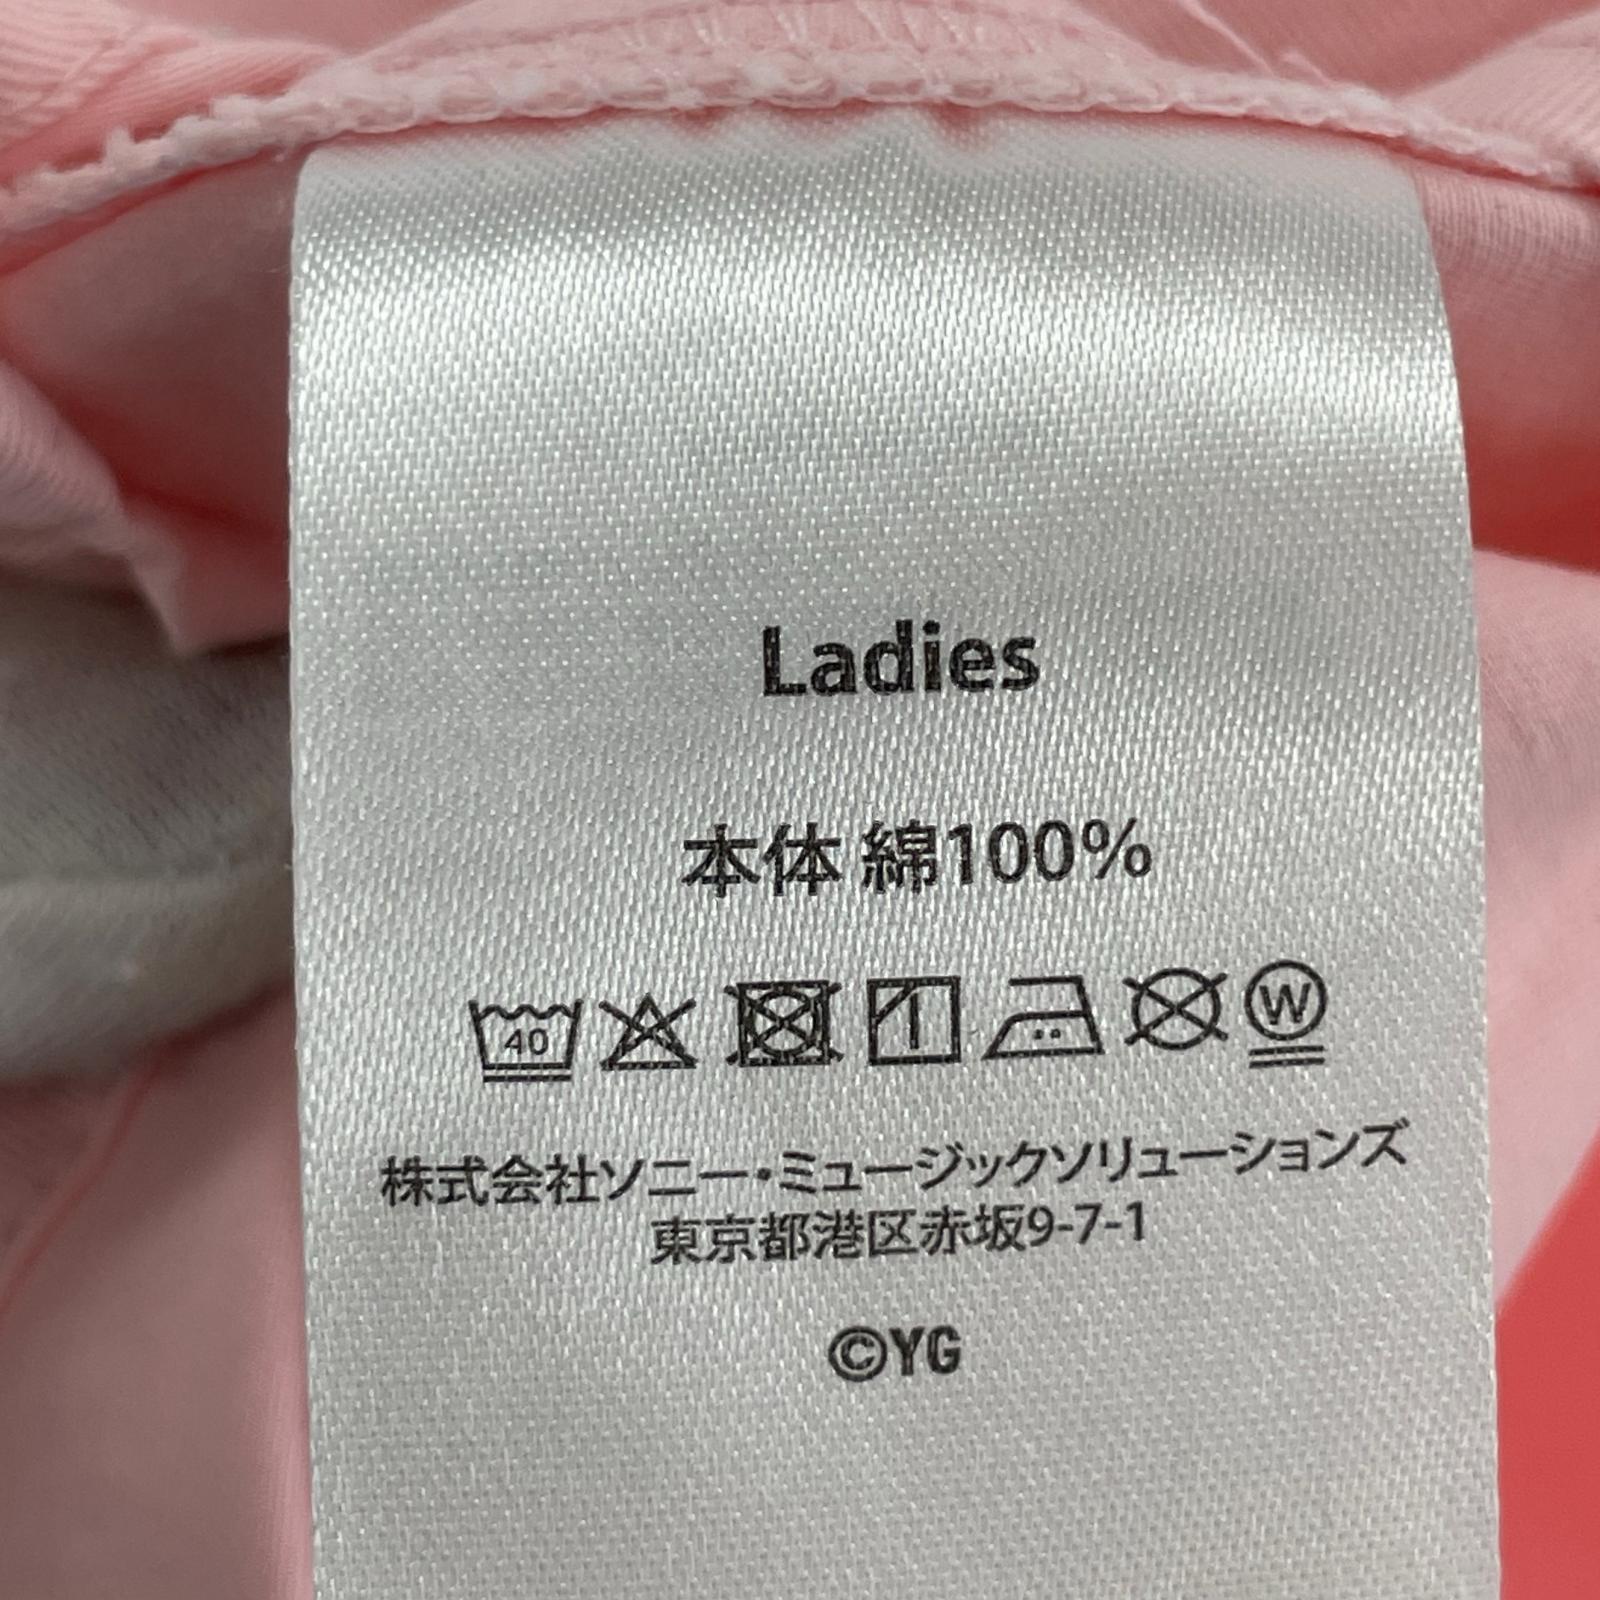 Ladies
本体 綿100%
40 W
株式会社ソニー・ミュージックソリューションズ
東京都港区赤坂9-7-1
©YG